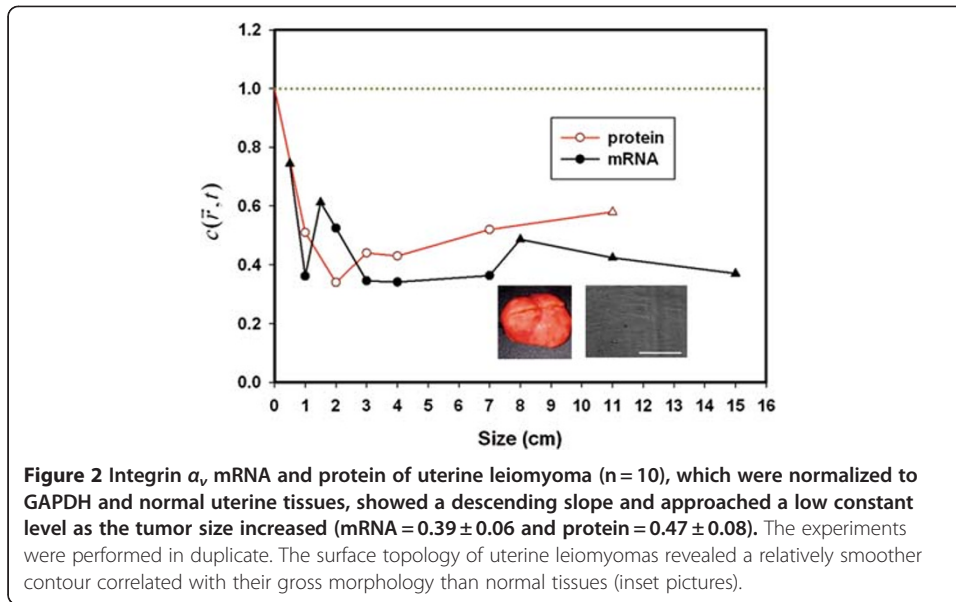 1.2
1.0
0.8
0.6
0.4
0.2
0.0
c(r̄,t)
protein
mRNA
0 1 2 3 4 5 6 7 8 9 10 11 12 13 14 15 16
Size (cm)
Figure 2 Integrin αᵥ mRNA and protein of uterine leiomyoma (n = 10), which were normalized to
GAPDH and normal uterine tissues, showed a descending slope and approached a low constant
level as the tumor size increased (mRNA = 0.39 ± 0.06 and protein = 0.47 ± 0.08). The experiments
were performed in duplicate. The surface topology of uterine leiomyomas revealed a relatively smoother
contour correlated with their gross morphology than normal tissues (inset pictures).